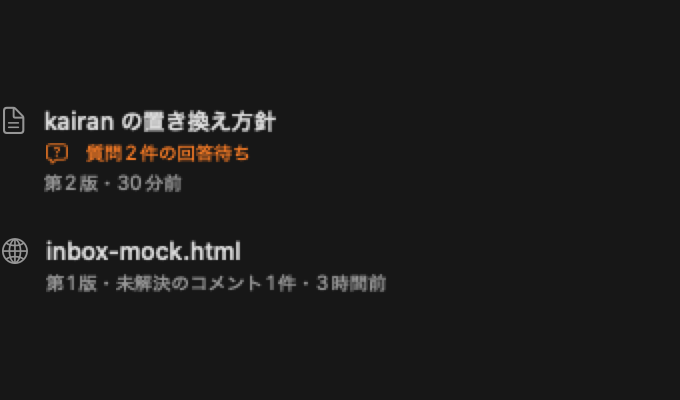 kairan の置き換え方針
質問2件の回答待ち
第2版・30分前
inbox-mock.html
第1版・未解決のコメント1件・3時間前